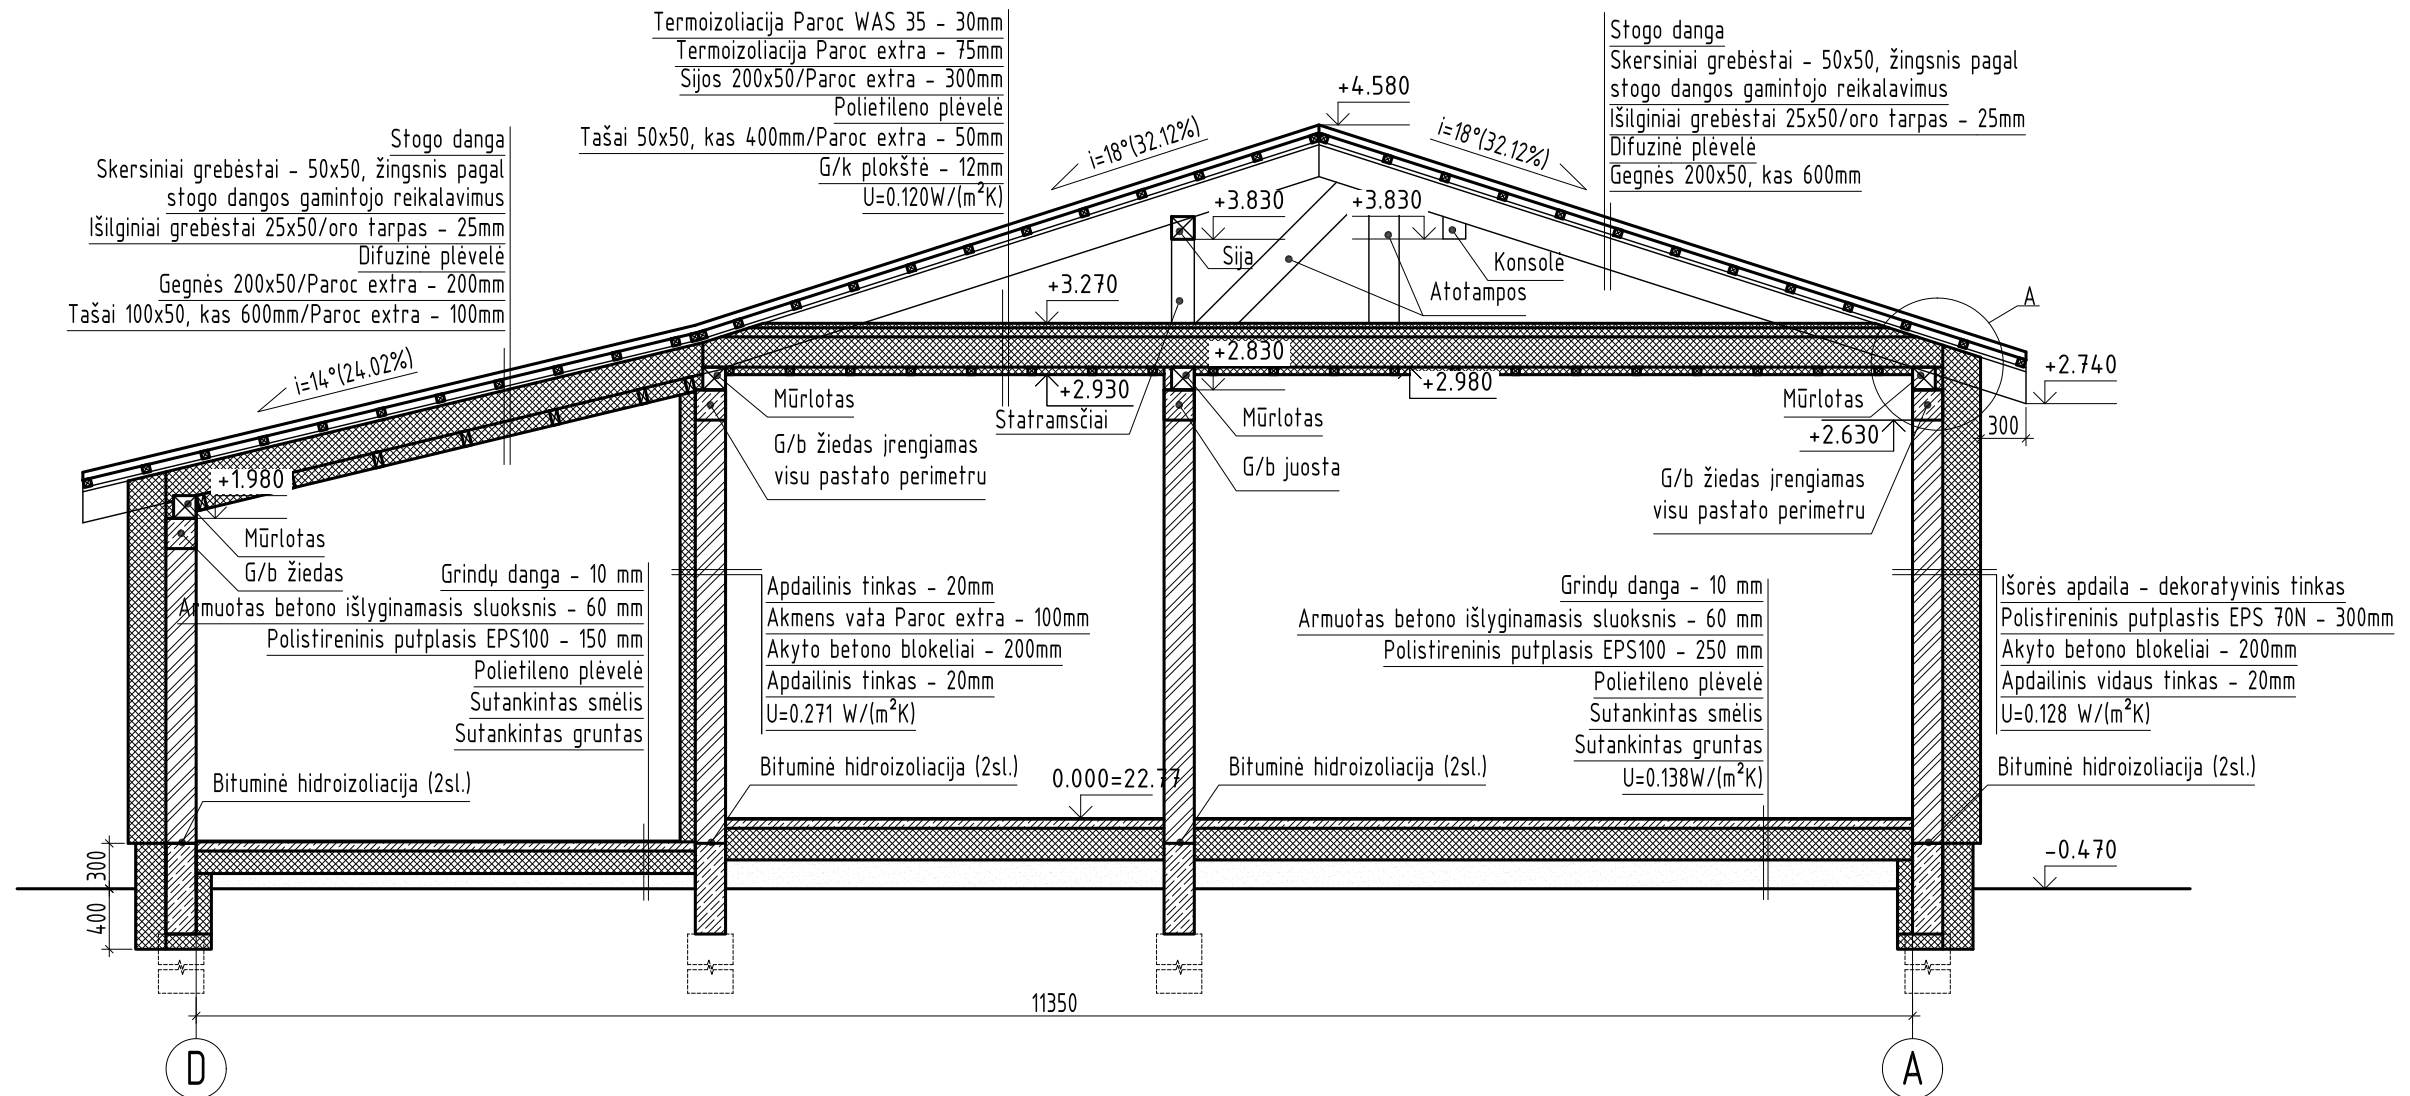 Termoizoliacija Paroc WAS 35 - 30mm
Termoizoliacija Paroc extra - 75mm
Sijos 200x50/Paroc extra - 300mm
Polietileno plėvelė
Tašai 50x50, kas 400mm/Paroc extra - 50mm
G/k plokštė - 12mm
U=0.120W/(m²K)
Stogo danga
Skersiniai grebėstai - 50x50, žingsnis pagal
stogo dangos gamintojo reikalavimus
Išilginiai grebėstai 25x50/oro tarpas - 25mm
Difuzinė plėvelė
Gegnės 200x50, kas 600mm
Stogo danga
Skersiniai grebėstai - 50x50, žingsnis pagal
stogo dangos gamintojo reikalavimus
Išilginiai grebėstai 25x50/oro tarpas - 25mm
Difuzinė plėvelė
Gegnės 200x50/Paroc extra - 200mm
Tašai 100x50, kas 600mm/Paroc extra - 100mm
+4.580
i=18°(32.12%)
i=18°(32.12%)
+3.830
+3.830
Sija
Konsolė
Atotampos
+3.270
A
i=14°(24.02%)
+2.830
+2.930
+2.980
+2.740
300
Mūrlotas
Statramsčiai
Mūrlotas
Mūrlotas
+2.630
G/b žiedas įrengiamas
visu pastato perimetru
G/b juosta
G/b žiedas įrengiamas
visu pastato perimetru
+1.980
Mūrlotas
G/b žiedas
Grindų danga - 10 mm
Armuotas betono išlyginamasis sluoksnis - 60 mm
Polistireninis putplasis EPS100 - 150 mm
Polietileno plėvelė
Sutankintas smėlis
Sutankintas gruntas
Apdailinis tinkas - 20mm
Akmens vata Paroc extra - 100mm
Akyto betono blokeliai - 200mm
Apdailinis tinkas - 20mm
U=0.271 W/(m²K)
Grindų danga - 10 mm
Armuotas betono išlyginamasis sluoksnis - 60 mm
Polistireninis putplasis EPS100 - 250 mm
Polietileno plėvelė
Sutankintas smėlis
Sutankintas gruntas
U=0.138W/(m²K)
Išorės apdaila - dekoratyvinis tinkas
Polistireninis putplastis EPS 70N - 300mm
Akyto betono blokeliai - 200mm
Apdailinis vidaus tinkas - 20mm
U=0.128 W/(m²K)
Bituminė hidroizoliacija (2sl.)
Bituminė hidroizoliacija (2sl.)
0.000=22.77
Bituminė hidroizoliacija (2sl.)
Bituminė hidroizoliacija (2sl.)
300
400
-0.470
11350
D
A